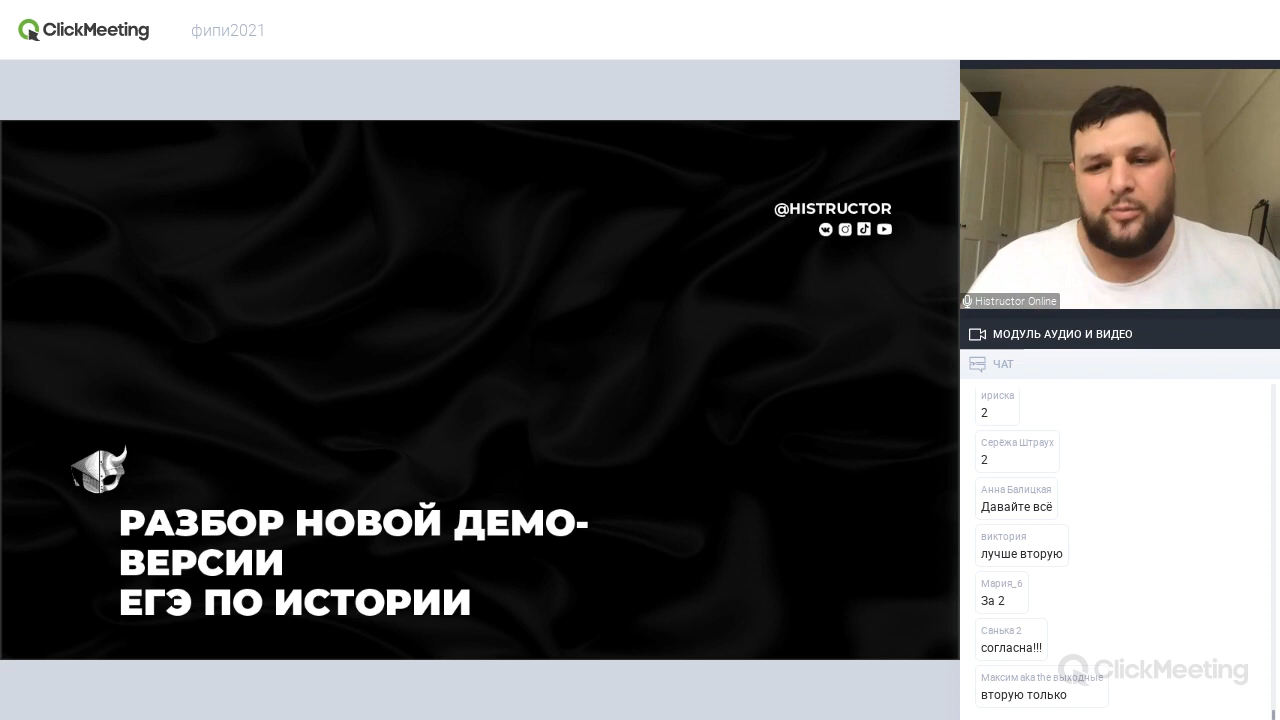 ClickMeeting
фипи2021
@HISTRUCTOR
РАЗБОР НОВОЙ ДЕМО-
ВЕРСИИ
ЕГЭ ПО ИСТОРИИ
Histructor Online
МОДУЛЬ АУДИО И ВИДЕО
ЧАТ
ириска
2
Серёжа Штраух
2
Анна Балицкая
Давайте всё
виктория
лучше вторую
Мария_6
За 2
Санька 2
согласна!!!
Максим aka the выходные
вторую только
ClickMeeting